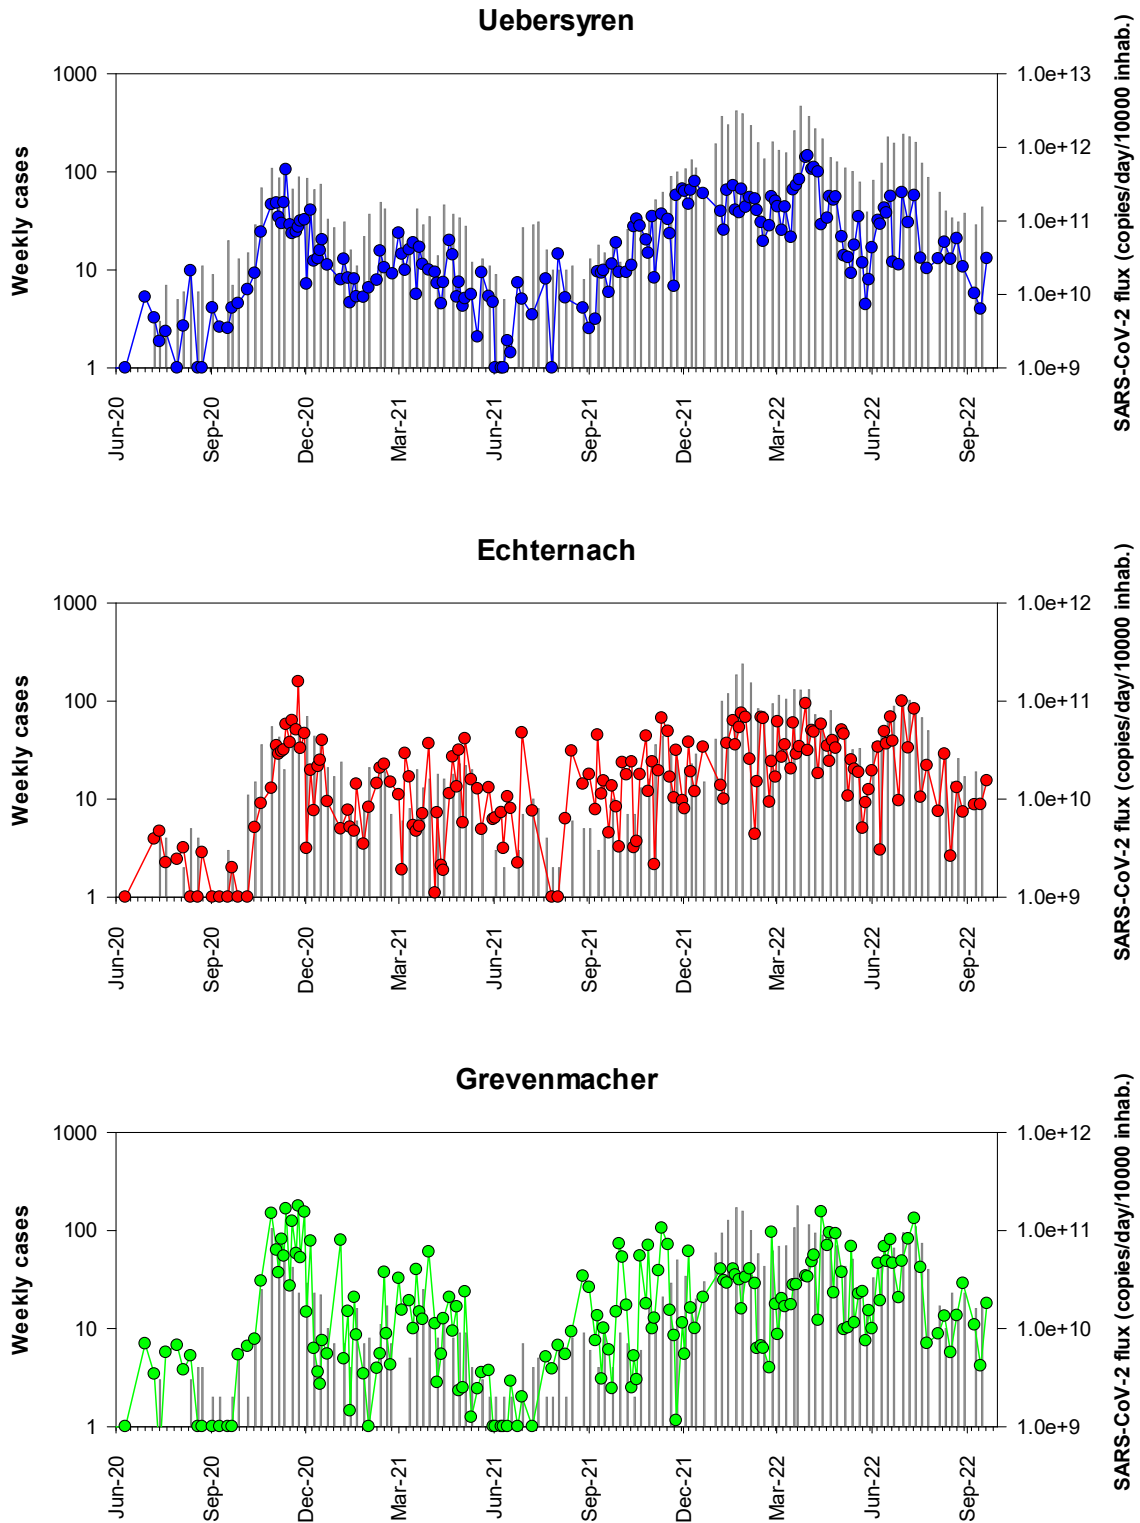 Uebersyren
Weekly cases
1000
100
10
1
1.0e+13
1.0e+12
1.0e+11
1.0e+10
1.0e+9
SARS-CoV-2 flux (copies/day/10000 inhab.)
Jun-20
Sep-20
Dec-20
Mar-21
Jun-21
Sep-21
Dec-21
Mar-22
Jun-22
Sep-22
Echternach
Weekly cases
1000
100
10
1
1.0e+12
1.0e+11
1.0e+10
1.0e+9
SARS-CoV-2 flux (copies/day/10000 inhab.)
Jun-20
Sep-20
Dec-20
Mar-21
Jun-21
Sep-21
Dec-21
Mar-22
Jun-22
Sep-22
Grevenmacher
Weekly cases
1000
100
10
1
1.0e+12
1.0e+11
1.0e+10
1.0e+9
SARS-CoV-2 flux (copies/day/10000 inhab.)
Jun-20
Sep-20
Dec-20
Mar-21
Jun-21
Sep-21
Dec-21
Mar-22
Jun-22
Sep-22